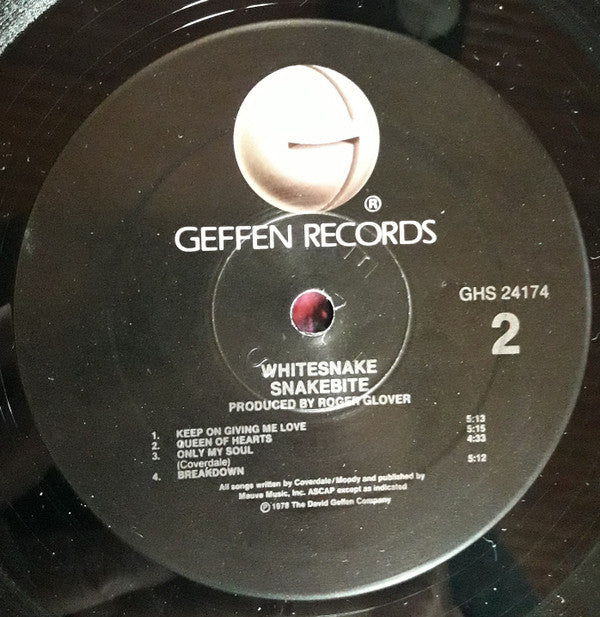 ®
GEFFEN RECORDS
GHS 24174
2
WHITESNAKE
SNAKEBITE
PRODUCED BY ROGER GLOVER
1. KEEP ON GIVING ME LOVE 5:13
2. QUEEN OF HEARTS 5:15
3. ONLY MY SOUL 4:33
(Coverdale)
4. BREAKDOWN 5:12
All songs written by Coverdale/Moody and published by
Mauve Music, Inc. ASCAP except as indicated
℗ 1978 The David Geffen Company